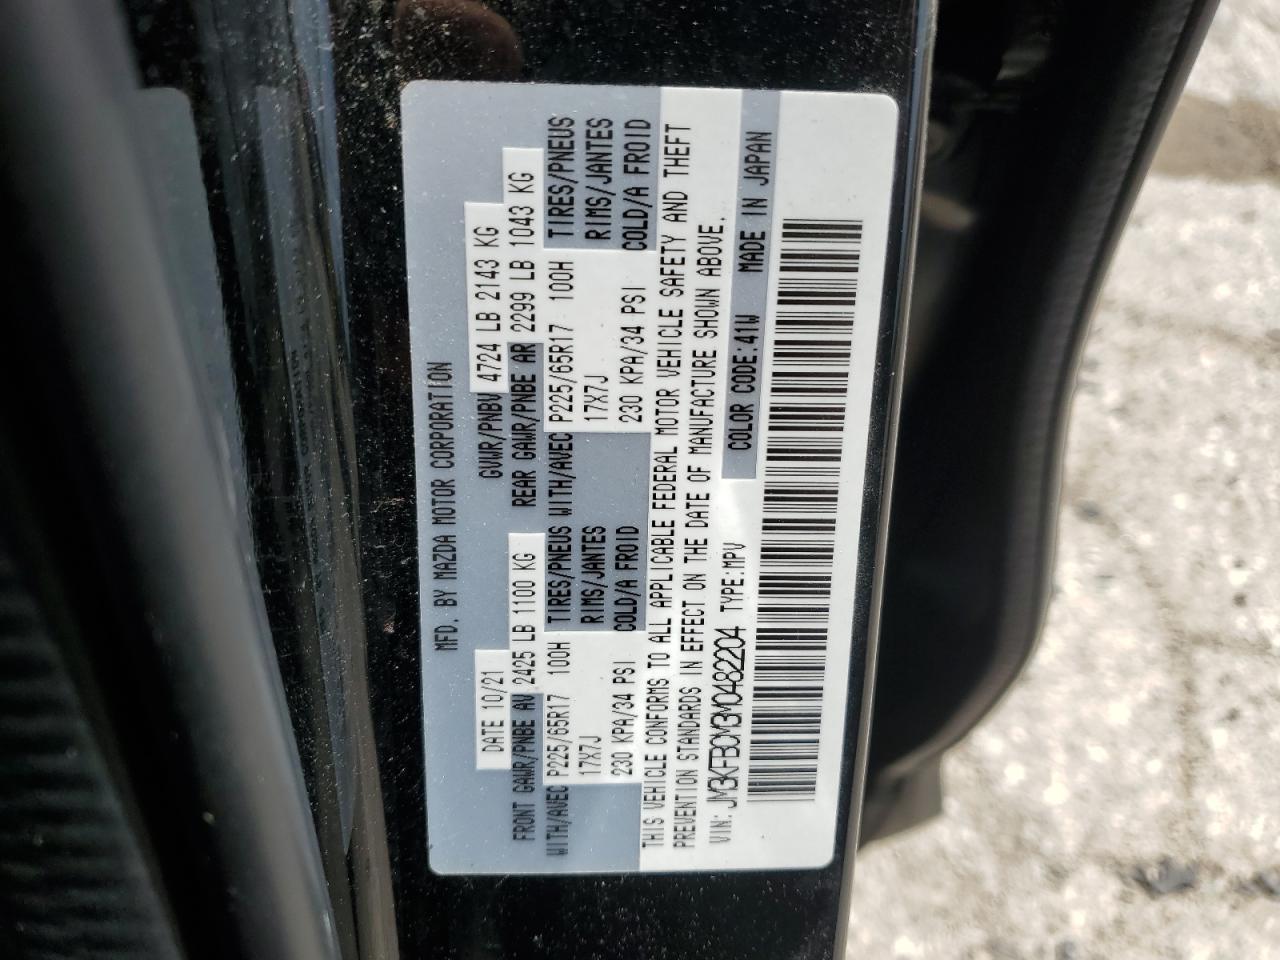 MFD. BY MAZDA MOTOR CORPORATION
DATE 10/21 GVWR/PNBV 4724 LB 2143 KG
FRONT GAWR/PNBE AV 2425 LB 1100 KG REAR GAWR/PNBE AR 2299 LB 1043 KG
WITH/AVEC P225/65R17 100H TIRES/PNEUS WITH/AVEC P225/65R17 100H TIRES/PNEUS
17X7J RIMS/JANTES 17X7J RIMS/JANTES
230 KPA/34 PSI COLD/A FROID 230 KPA/34 PSI COLD/A FROID
THIS VEHICLE CONFORMS TO ALL APPLICABLE FEDERAL MOTOR VEHICLE SAFETY AND THEFT
PREVENTION STANDARDS IN EFFECT ON THE DATE OF MANUFACTURE SHOWN ABOVE.
VIN: JM3KFBCM3M0482204 TYPE:MPV COLOR CODE:41W MADE IN JAPAN